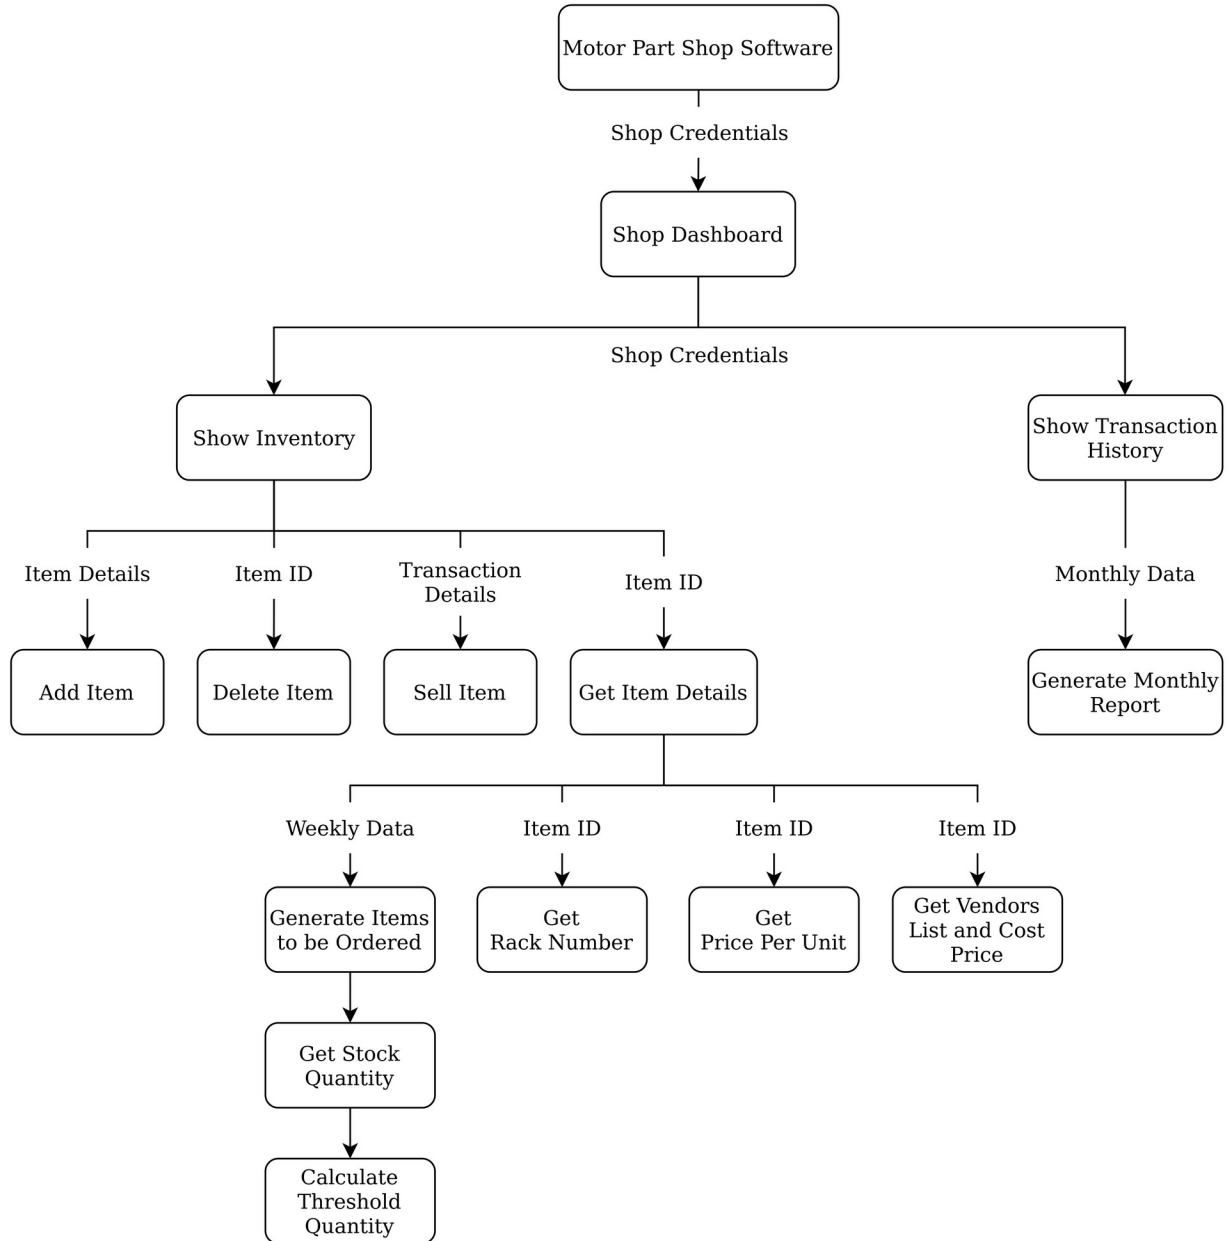 Motor Part Shop Software
Shop Credentials
Shop Dashboard
Shop Credentials
Show Inventory
Show Transaction
History
Item Details
Item ID
Transaction
Details
Item ID
Monthly Data
Add Item
Delete Item
Sell Item
Get Item Details
Generate Monthly
Report
Weekly Data
Item ID
Item ID
Item ID
Generate Items
to be Ordered
Get
Rack Number
Get
Price Per Unit
Get Vendors
List and Cost
Price
Get Stock
Quantity
Calculate
Threshold
Quantity